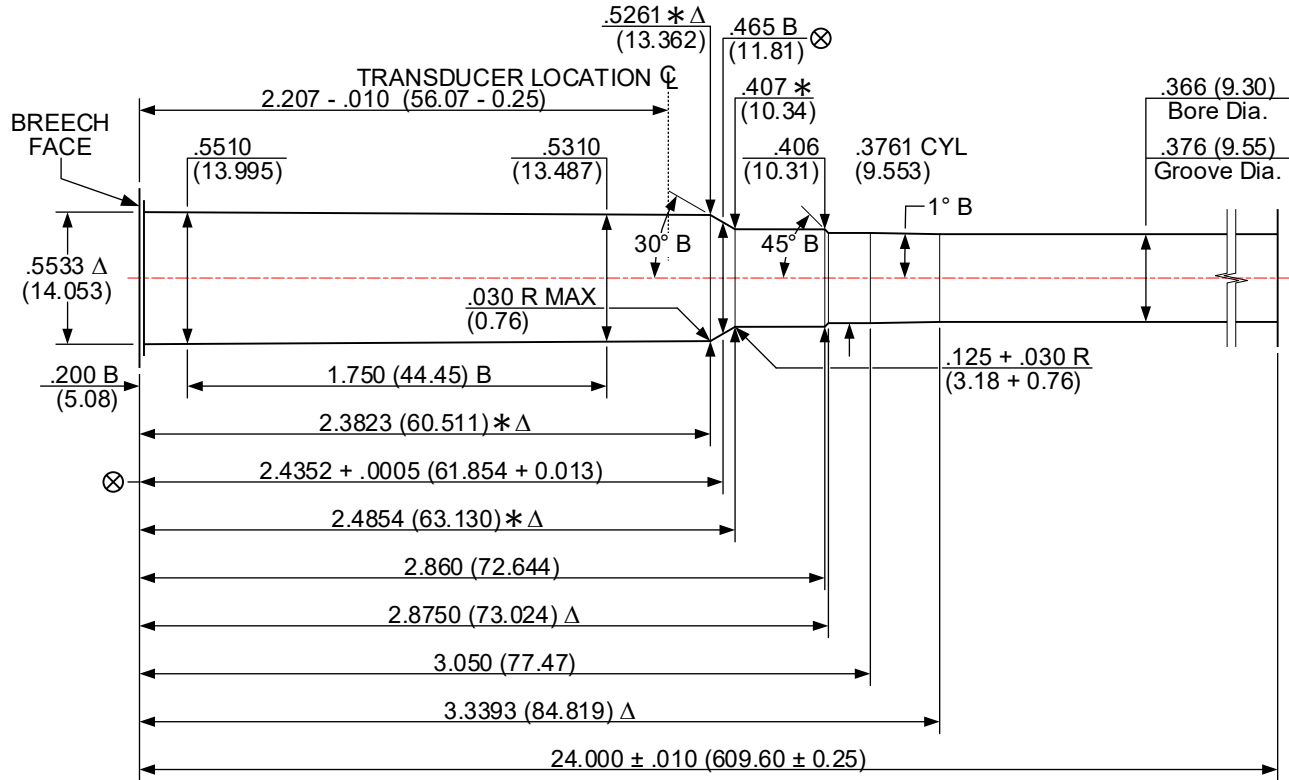 .5261 * Δ
(13.362)
.465 B ⊗
(11.81)
TRANSDUCER LOCATION ℄
2.207 - .010 (56.07 - 0.25)
.407 *
(10.34)
.366 (9.30)
Bore Dia.
BREECH
FACE
.5510
(13.995)
.5310
(13.487)
.406
(10.31)
.3761 CYL
(9.553)
.376 (9.55)
Groove Dia.
1° B
30° B
45° B
.5533 Δ
(14.053)
.030 R MAX
(0.76)
.125 + .030 R
(3.18 + 0.76)
.200 B
(5.08)
1.750 (44.45) B
2.3823 (60.511) * Δ
⊗
2.4352 + .0005 (61.854 + 0.013)
2.4854 (63.130) * Δ
2.860 (72.644)
2.8750 (73.024) Δ
3.050 (77.47)
3.3393 (84.819) Δ
24.000 ± .010 (609.60 ± 0.25)